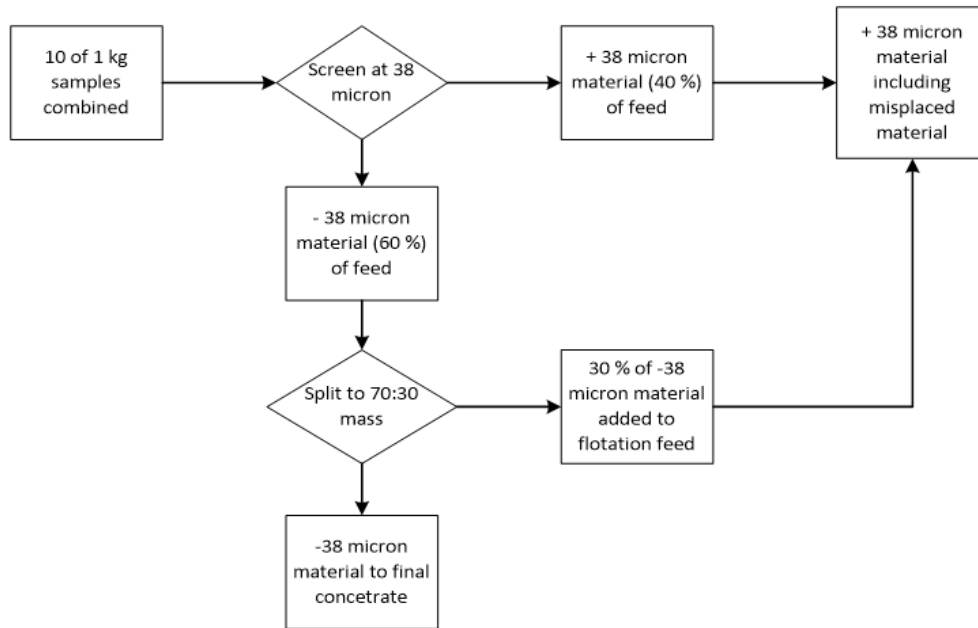 10 of 1 kg
samples
combined
Screen at 38
micron
+ 38 micron
material (40 %)
of feed
+ 38 micron
material
including
misplaced
material
- 38 micron
material (60 %)
of feed
Split to 70:30
mass
30 % of -38
micron material
added to
flotation feed
-38 micron
material to final
concetrate